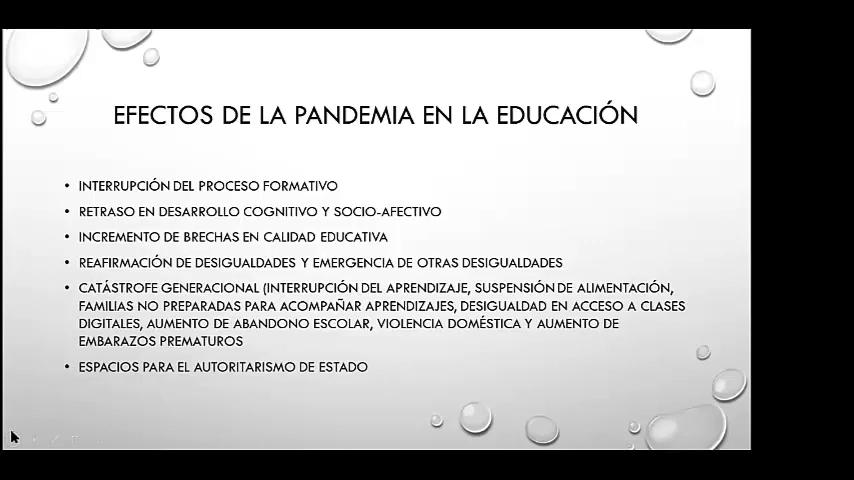 EFECTOS DE LA PANDEMIA EN LA EDUCACIÓN
• INTERRUPCIÓN DEL PROCESO FORMATIVO
• RETRASO EN DESARROLLO COGNITIVO Y SOCIO-AFECTIVO
• INCREMENTO DE BRECHAS EN CALIDAD EDUCATIVA
• REAFIRMACIÓN DE DESIGUALDADES Y EMERGENCIA DE OTRAS DESIGUALDADES
• CATÁSTROFE GENERACIONAL (INTERRUPCIÓN DEL APRENDIZAJE, SUSPENSIÓN DE ALIMENTACIÓN,
FAMILIAS NO PREPARADAS PARA ACOMPAÑAR APRENDIZAJES, DESIGUALDAD EN ACCESO A CLASES
DIGITALES, AUMENTO DE ABANDONO ESCOLAR, VIOLENCIA DOMÉSTICA Y AUMENTO DE
EMBARAZOS PREMATUROS
• ESPACIOS PARA EL AUTORITARISMO DE ESTADO